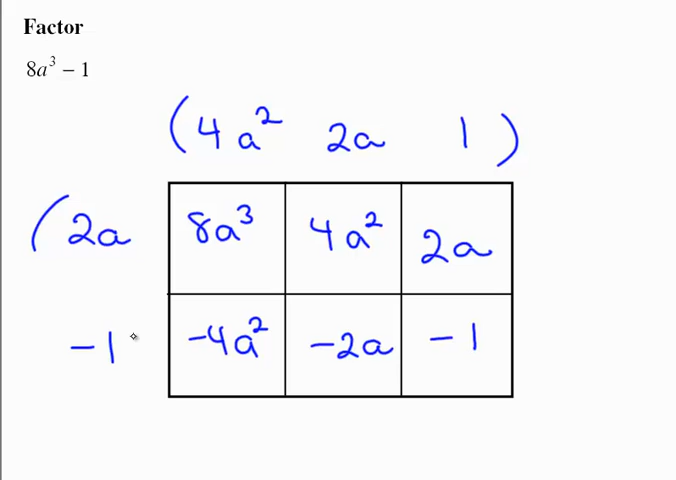 Factor
8a³ − 1
(4a² 2a 1)
(2a 8a³ 4a² 2a
−1 −4a² −2a −1